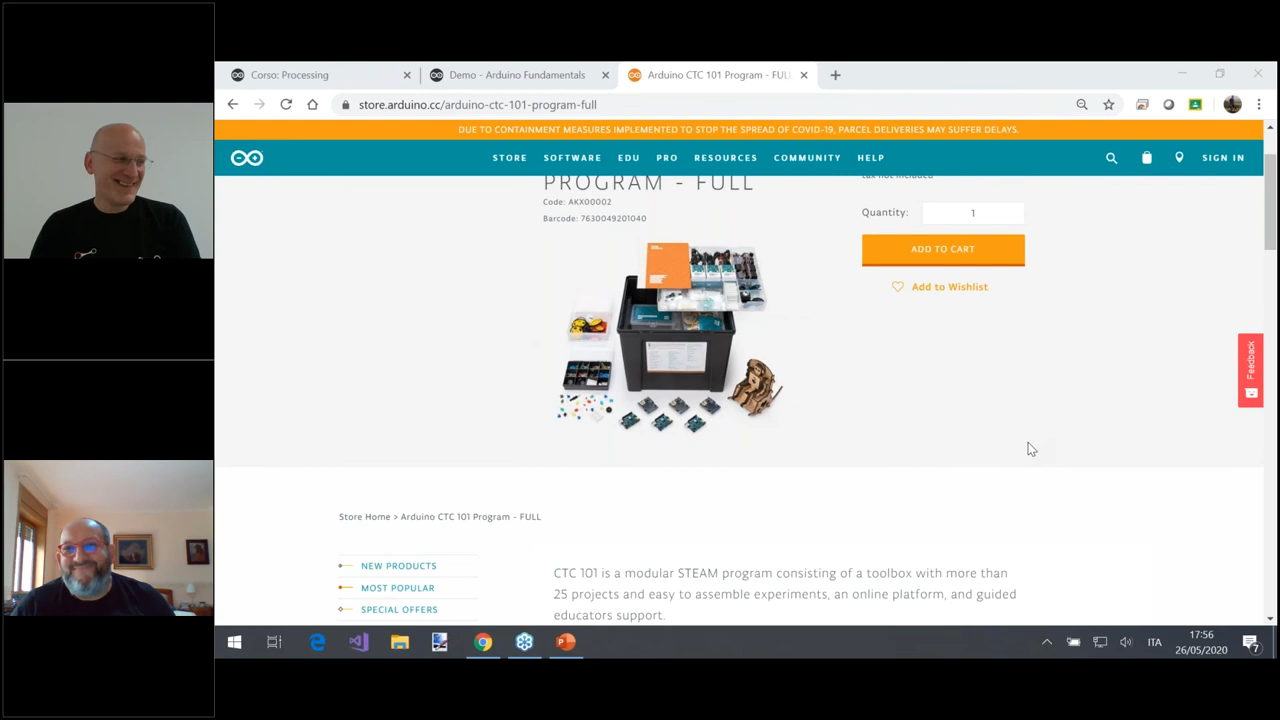 Corso: Processing
Demo - Arduino Fundamentals
Arduino CTC 101 Program - FULL
store.arduino.cc/arduino-ctc-101-program-full
DUE TO CONTAINMENT MEASURES IMPLEMENTED TO STOP THE SPREAD OF COVID-19, PARCEL DELIVERIES MAY SUFFER DELAYS.
STORE SOFTWARE EDU PRO RESOURCES COMMUNITY HELP SIGN IN
PROGRAM - FULL
tax not included
Code: AKX00002
Barcode: 7630049201040
Quantity: 1
ADD TO CART
Add to Wishlist
Feedback
Store Home > Arduino CTC 101 Program - FULL
NEW PRODUCTS
MOST POPULAR
SPECIAL OFFERS
CTC 101 is a modular STEAM program consisting of a toolbox with more than
25 projects and easy to assemble experiments, an online platform, and guided
educators support.
ITA
17:56
26/05/2020
7